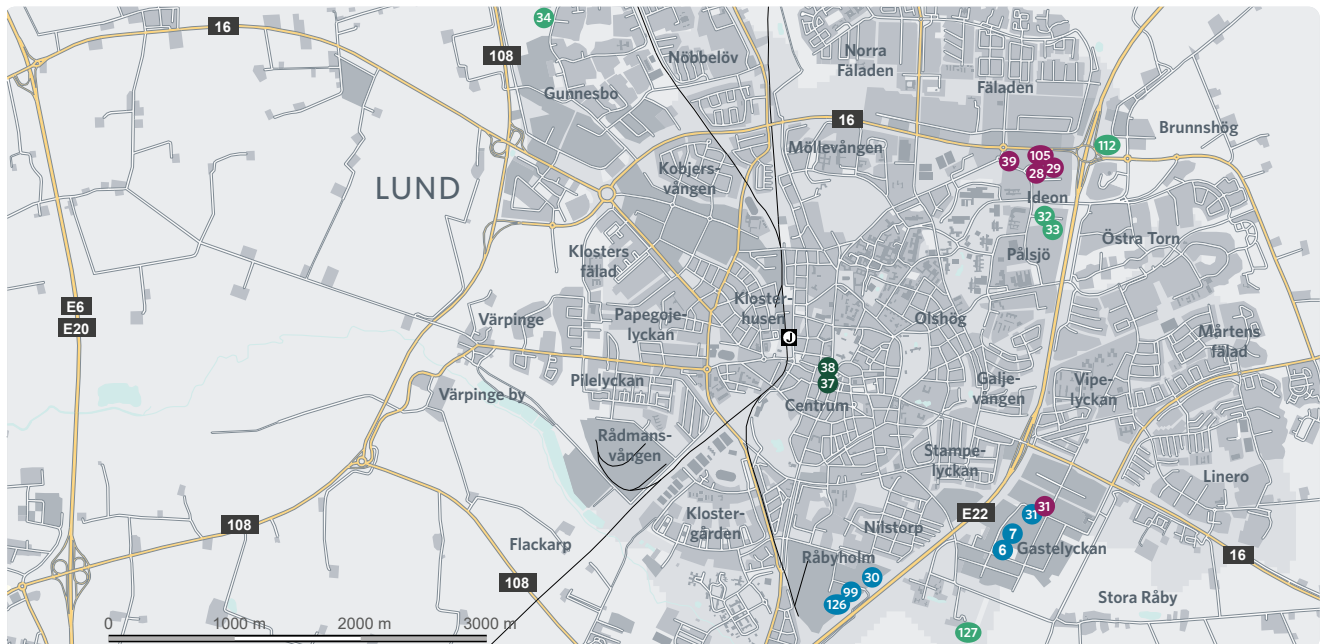 34
16
108
Nöbbelöv
Norra
Fäladen
Fäladen
Gunnesbo
16
Brunnshög
112
Möllevången
39
105
29
28
Kobjers-
vången
LUND
Ideon
32
33
Östra Torn
Pålsjö
Klosters
fälad
E6
E20
Kloster-
husen
Värpinge
Papegoje-
lyckan
Olshög
Mårtens
fälad
J
38
37
Pilelyckan
Galje-
vången
Vipe-
lyckan
Värpinge by
Centrum
Rådmans-
vången
Stampe-
lyckan
Linero
31
31
E22
108
Kloster-
gården
Nilstorp
7
6
Gastelyckan
Flackarp
16
Råbyholm
30
108
99
126
Stora Råby
127
0
1000 m
2000 m
3000 m